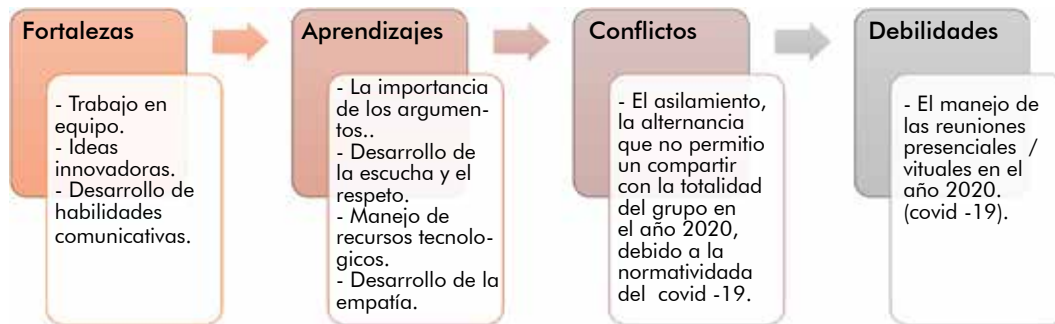 Fortalezas
- Trabajo en
equipo.
- Ideas
innovadoras.
- Desarrollo de
habilidades
comunicativas.
Aprendizajes
- La importancia
de los argumen-
tos..
- Desarrollo de
la escucha y el
respeto.
- Manejo de
recursos tecnolo-
gicos.
- Desarrollo de la
empatía.
Conflictos
- El asilamiento,
la alternancia
que no permitio
un compartir
con la totalidad
del grupo en
el año 2020,
debido a la
normatividada
del covid -19.
Debilidades
- El manejo de
las reuniones
presenciales /
vituales en el
año 2020.
(covid -19).